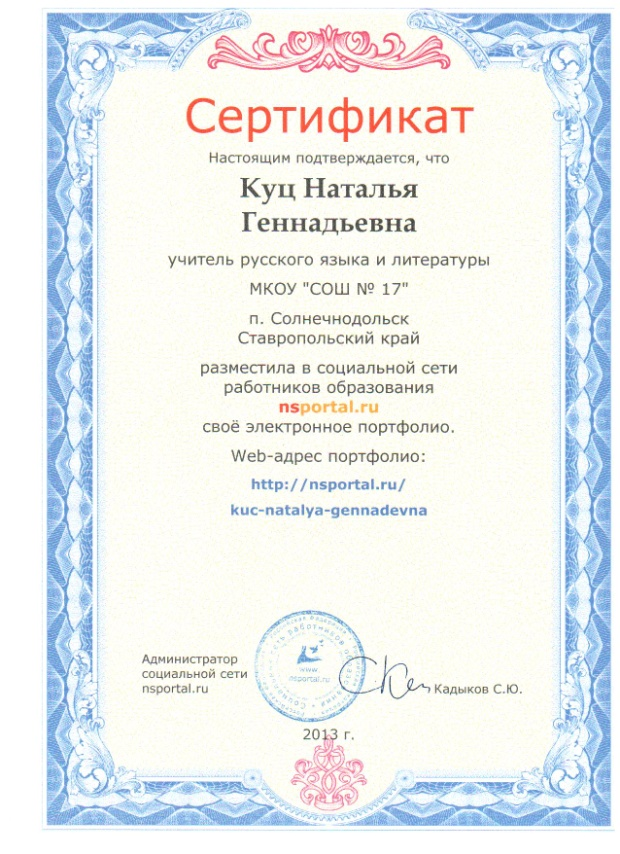 Сертификат
Настоящим подтверждается, что
Куц Наталья
Геннадьевна
учитель русского языка и литературы
МКОУ "СОШ № 17"
п. Солнечнодольск
Ставропольский край
разместила в социальной сети
работников образования
nsportal.ru
своё электронное портфолио.
Web-адрес портфолио:
http://nsportal.ru/
kuc-natalya-gennadevna
Администратор
социальной сети
nsportal.ru
www.
nsportal.ru
Кадыков С.Ю.
2013 г.